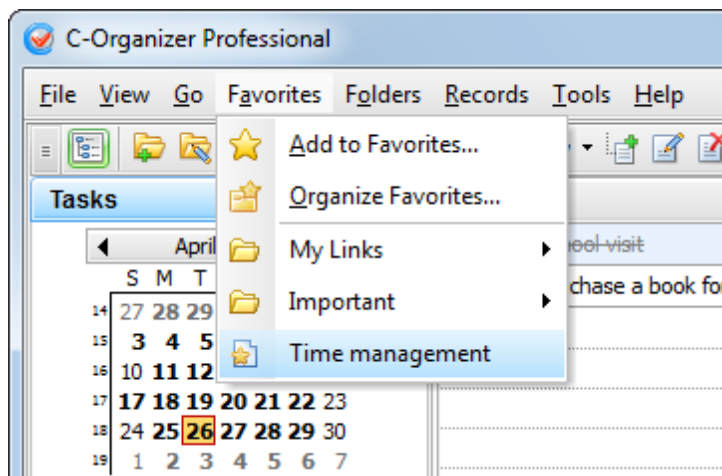 C-Organizer Professional
File View Go Favorites Folders Records Tools Help
Add to Favorites...
Organize Favorites...
My Links
Important
Time management
Tasks
April
visit
chase a book for
S M T
14 27 28 29
15 3 4 5
16 10 11 12
17 17 18 19 20 21 22 23
18 24 25 26 27 28 29 30
19 1 2 3 4 5 6 7